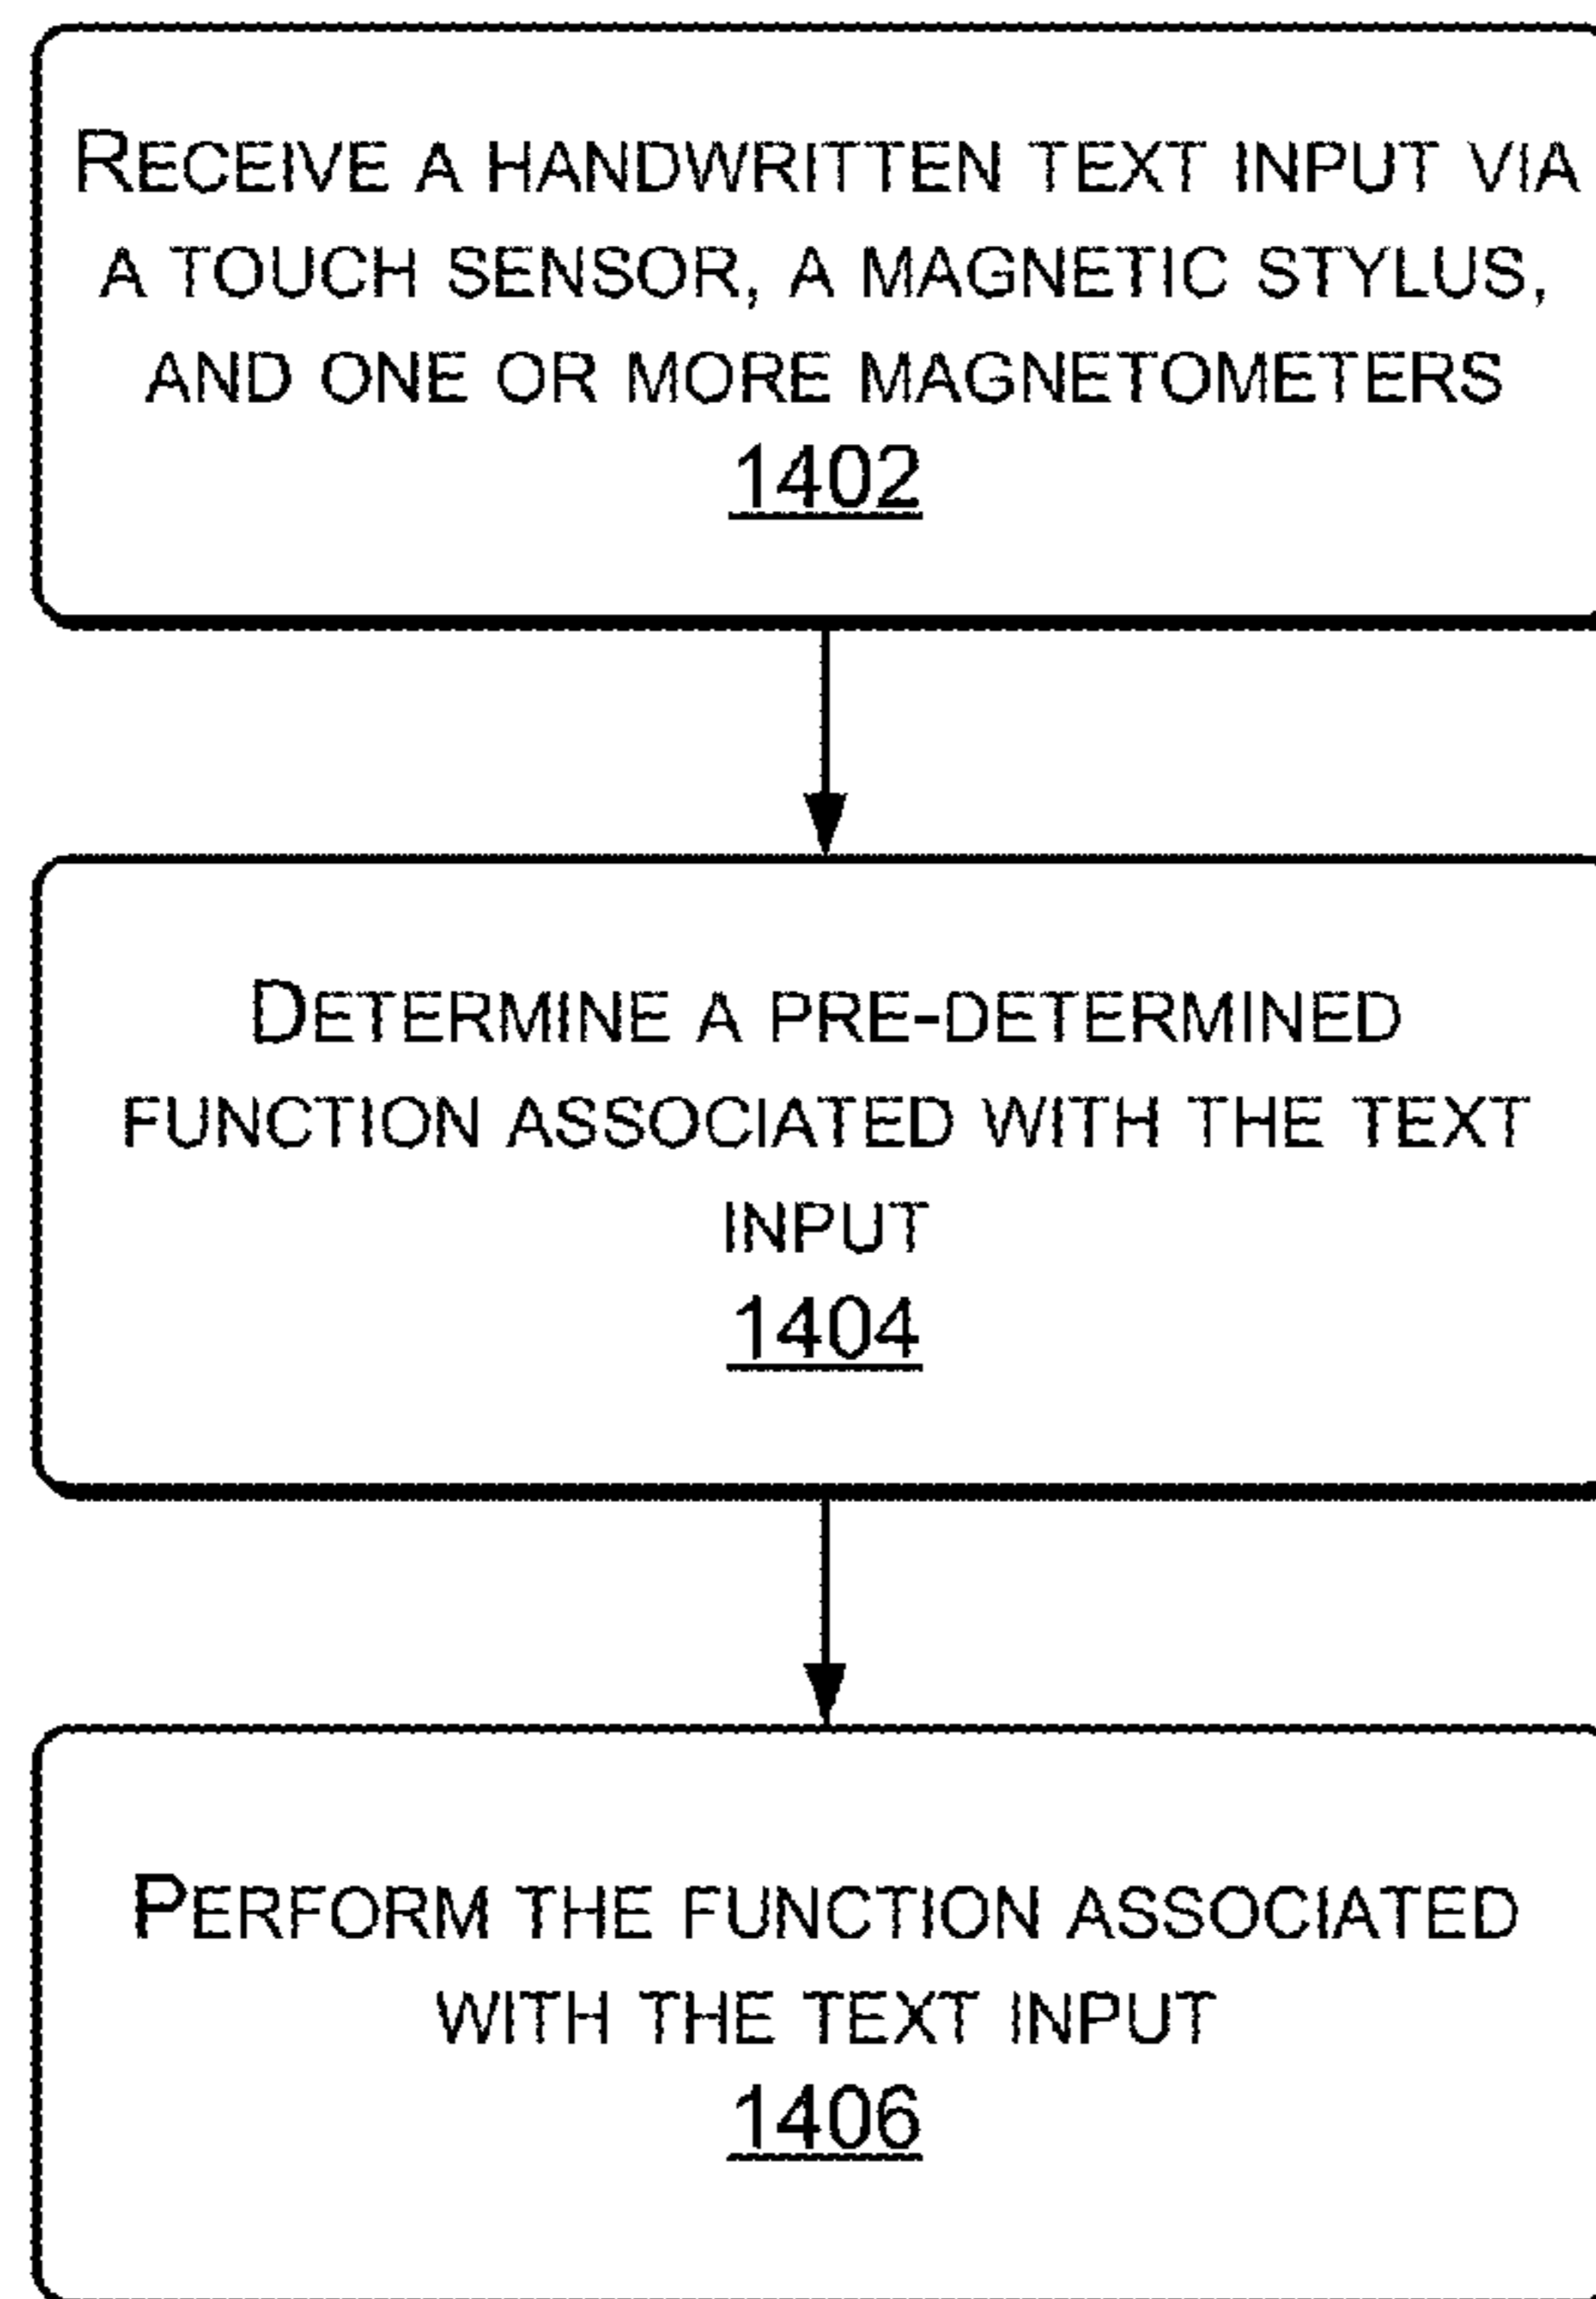 RECEIVE A HANDWRITTEN TEXT INPUT VIA
A TOUCH SENSOR, A MAGNETIC STYLUS,
AND ONE OR MORE MAGNETOMETERS
1402
DETERMINE A PRE-DETERMINED
FUNCTION ASSOCIATED WITH THE TEXT
INPUT
1404
PERFORM THE FUNCTION ASSOCIATED
WITH THE TEXT INPUT
1406